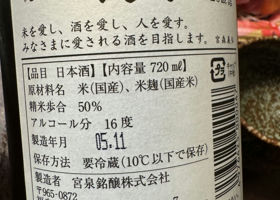 米を愛し、酒を愛し、人を愛す。
みなさまに愛される酒を目指します。
【品目 日本酒】【内容量 720ml】
原材料名 米(国産)、米麹(国産米)
精米歩合 50%
アルコール分 16度
製造年月 05.11
保存方法 要冷蔵(10℃以下で保存)
製造者 宮泉銘醸株式会社
〒965-0872